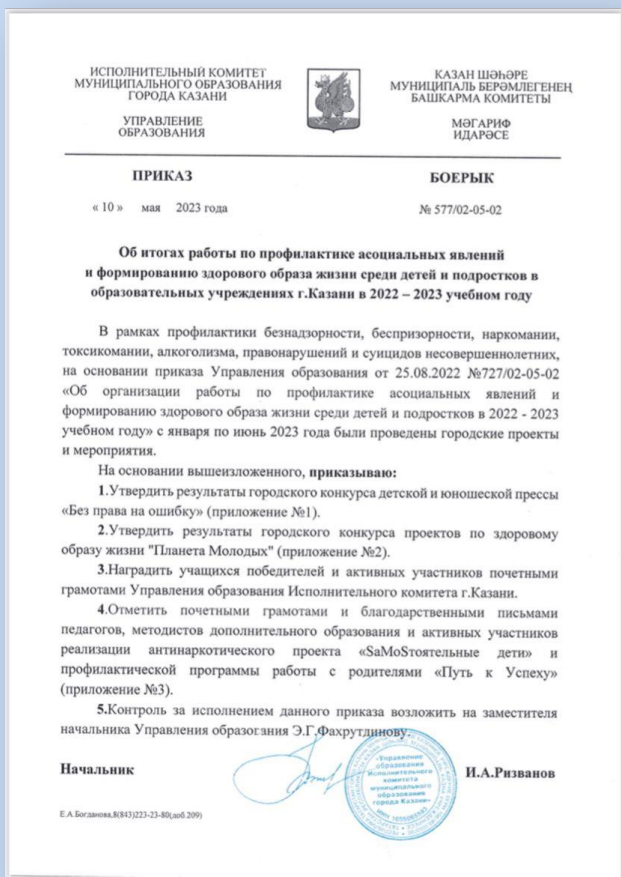 ИСПОЛНИТЕЛЬНЫЙ КОМИТЕТ
МУНИЦИПАЛЬНОГО ОБРАЗОВАНИЯ
ГОРОДА КАЗАНИ
УПРАВЛЕНИЕ
ОБРАЗОВАНИЯ
КАЗАН ШӘҺӘРЕ
МУНИЦИПАЛЬ БЕРӘМЛЕГЕНЕҢ
БАШКАРМА КОМИТЕТЫ
МӘГАРИФ
ИДАРӘСЕ
ПРИКАЗ
БОЕРЫК
« 10 » мая 2023 года
№ 577/02-05-02
Об итогах работы по профилактике асоциальных явлений
и формированию здорового образа жизни среди детей и подростков в
образовательных учреждениях г.Казани в 2022 – 2023 учебном году
В рамках профилактики безнадзорности, беспризорности, наркомании,
токсикомании, алкоголизма, правонарушений и суицидов несовершеннолетних,
на основании приказа Управления образования от 25.08.2022 №727/02-05-02
«Об организации работы по профилактике асоциальных явлений и
формированию здорового образа жизни среди детей и подростков в 2022 - 2023
учебном году» с января по июнь 2023 года были проведены городские проекты
и мероприятия.
На основании вышеизложенного, приказываю:
1.Утвердить результаты городского конкурса детской и юношеской прессы
«Без права на ошибку» (приложение №1).
2.Утвердить результаты городского конкурса проектов по здоровому
образу жизни "Планета Молодых" (приложение №2).
3.Наградить учащихся победителей и активных участников почетными
грамотами Управления образования Исполнительного комитета г.Казани.
4.Отметить почетными грамотами и благодарственными письмами
педагогов, методистов дополнительного образования и активных участников
реализации антинаркотического проекта «SaMoSтоятельные дети» и
профилактической программы работы с родителями «Путь к Успеху»
(приложение №3).
5.Контроль за исполнением данного приказа возложить на заместителя
начальника Управления образования Э.Г.Фахрутдинову.
Начальник
И.А.Ризванов
«Управление
образования
Исполнительного
комитета
муниципального
образования
города Казани»
Е.А.Богданова,8(843)223-23-80(доб.209)